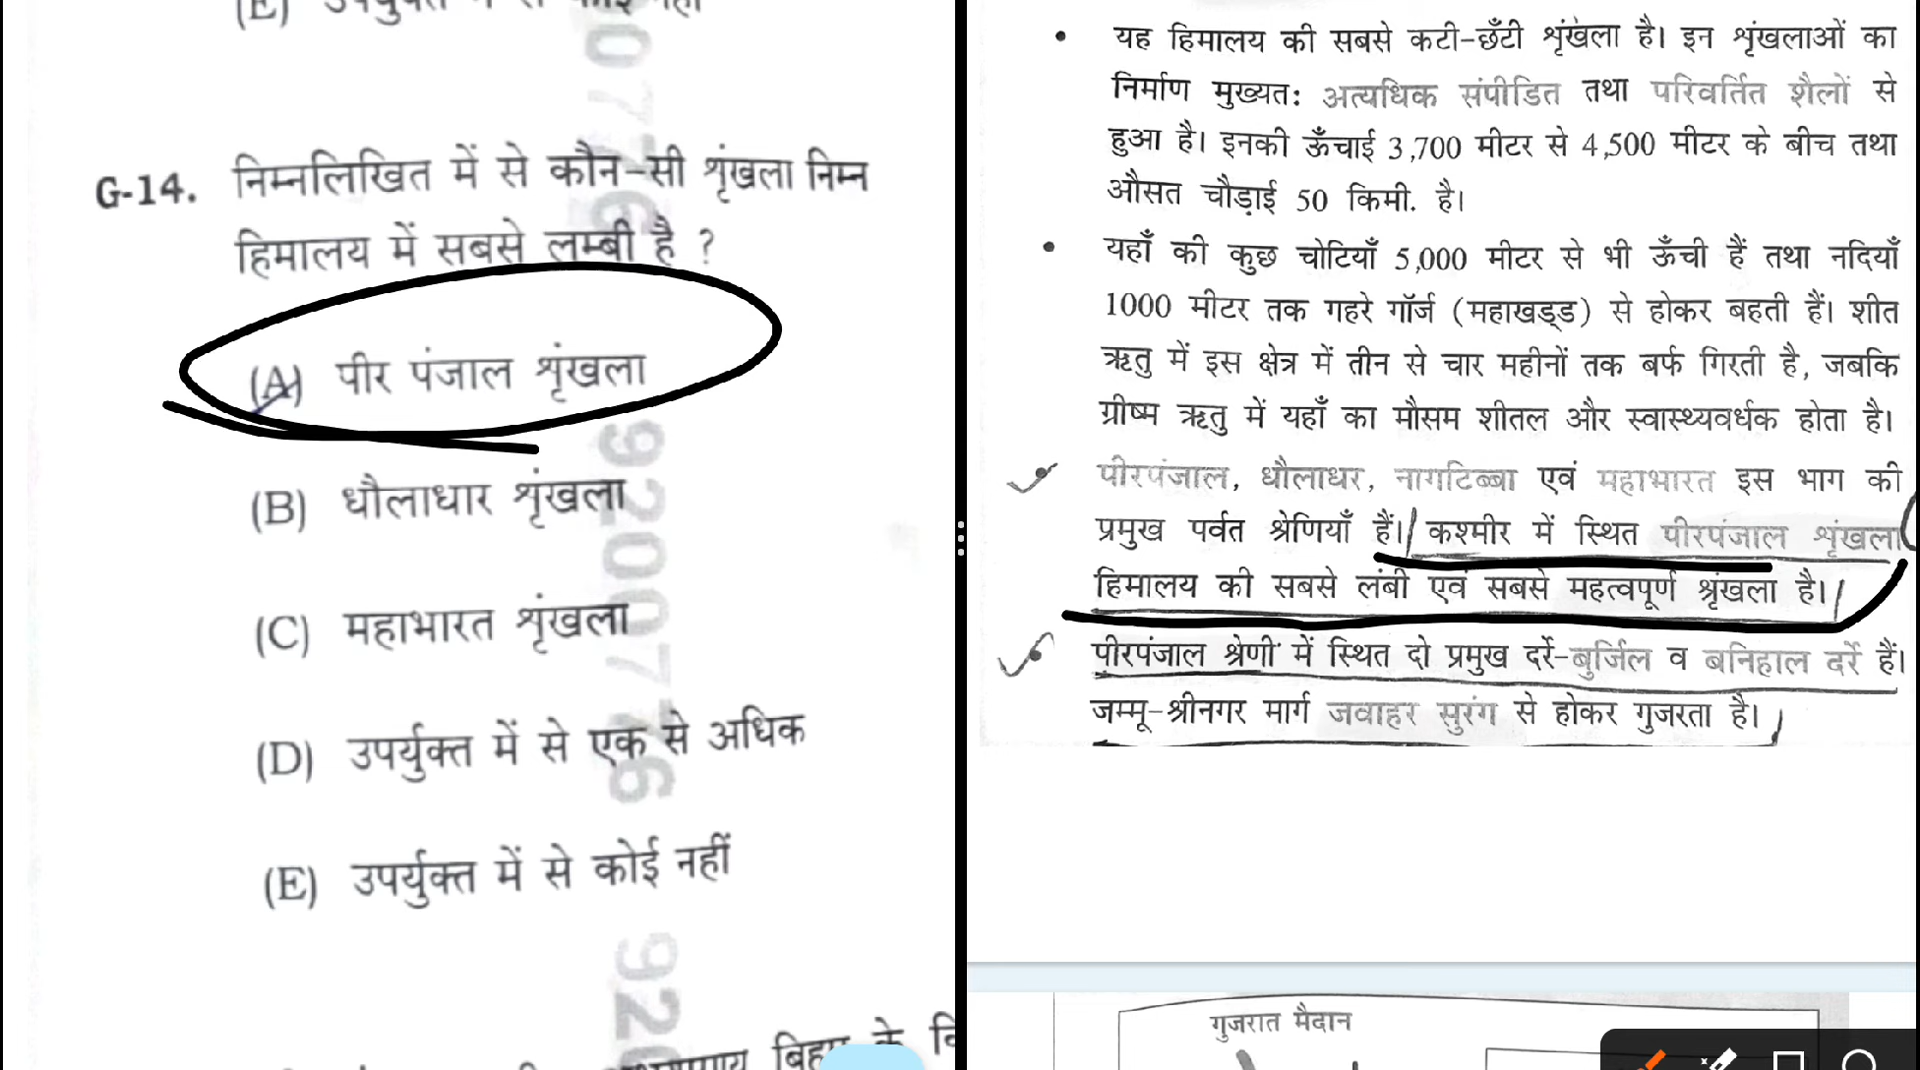 G-14. निम्नलिखित में से कौन-सी शृंखला निम्न
हिमालय में सबसे लम्बी है ?
(A) पीर पंजाल शृंखला
(B) धौलाधार शृंखला
(C) महाभारत शृंखला
(D) उपर्युक्त में से एक से अधिक
(E) उपर्युक्त में से कोई नहीं
यह हिमालय की सबसे कटी-छँटी शृंखला है। इन शृंखलाओं का
निर्माण मुख्यतः अत्यधिक संपीडित तथा परिवर्तित शैलों से
हुआ है। इनकी ऊँचाई 3,700 मीटर से 4,500 मीटर के बीच तथा
औसत चौड़ाई 50 किमी. है।
यहाँ की कुछ चोटियाँ 5,000 मीटर से भी ऊँची हैं तथा नदियाँ
1000 मीटर तक गहरे गॉर्ज (महाखड्ड) से होकर बहती हैं। शीत
ऋतु में इस क्षेत्र में तीन से चार महीनों तक बर्फ गिरती है, जबकि
ग्रीष्म ऋतु में यहाँ का मौसम शीतल और स्वास्थ्यवर्धक होता है।
पीरपंजाल, धौलाधर, नागटिब्बा एवं महाभारत इस भाग की
प्रमुख पर्वत श्रेणियाँ हैं। कश्मीर में स्थित पीरपंजाल शृंखला
हिमालय की सबसे लंबी एवं सबसे महत्वपूर्ण श्रृंखला है।
पीरपंजाल श्रेणी में स्थित दो प्रमुख दर्रे-बुर्जिल व बनिहाल दर्रे हैं।
जम्मू-श्रीनगर मार्ग जवाहर सुरंग से होकर गुजरता है।
गुजरात मैदान